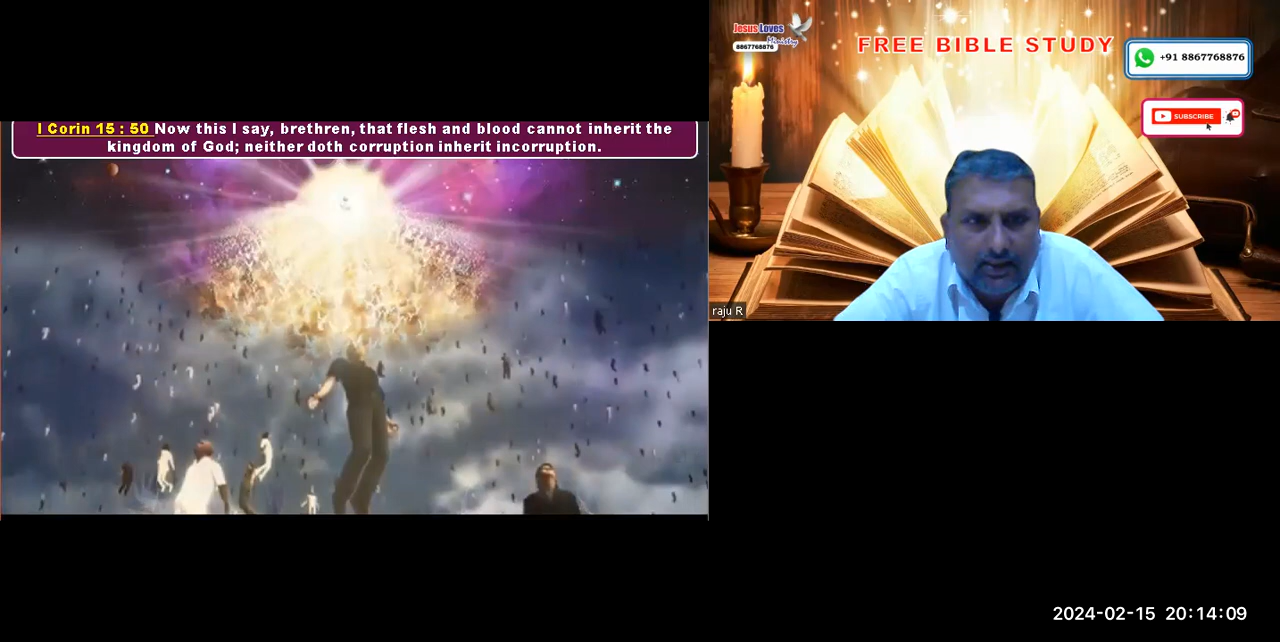 I Corin 15 : 50 Now this I say, brethren, that flesh and blood cannot inherit the
kingdom of God; neither doth corruption inherit incorruption.
Jesus Loves
Ministry
8867768876
FREE BIBLE STUDY
+91 8867768876
SUBSCRIBE
raju R
2024-02-15 20:14:09